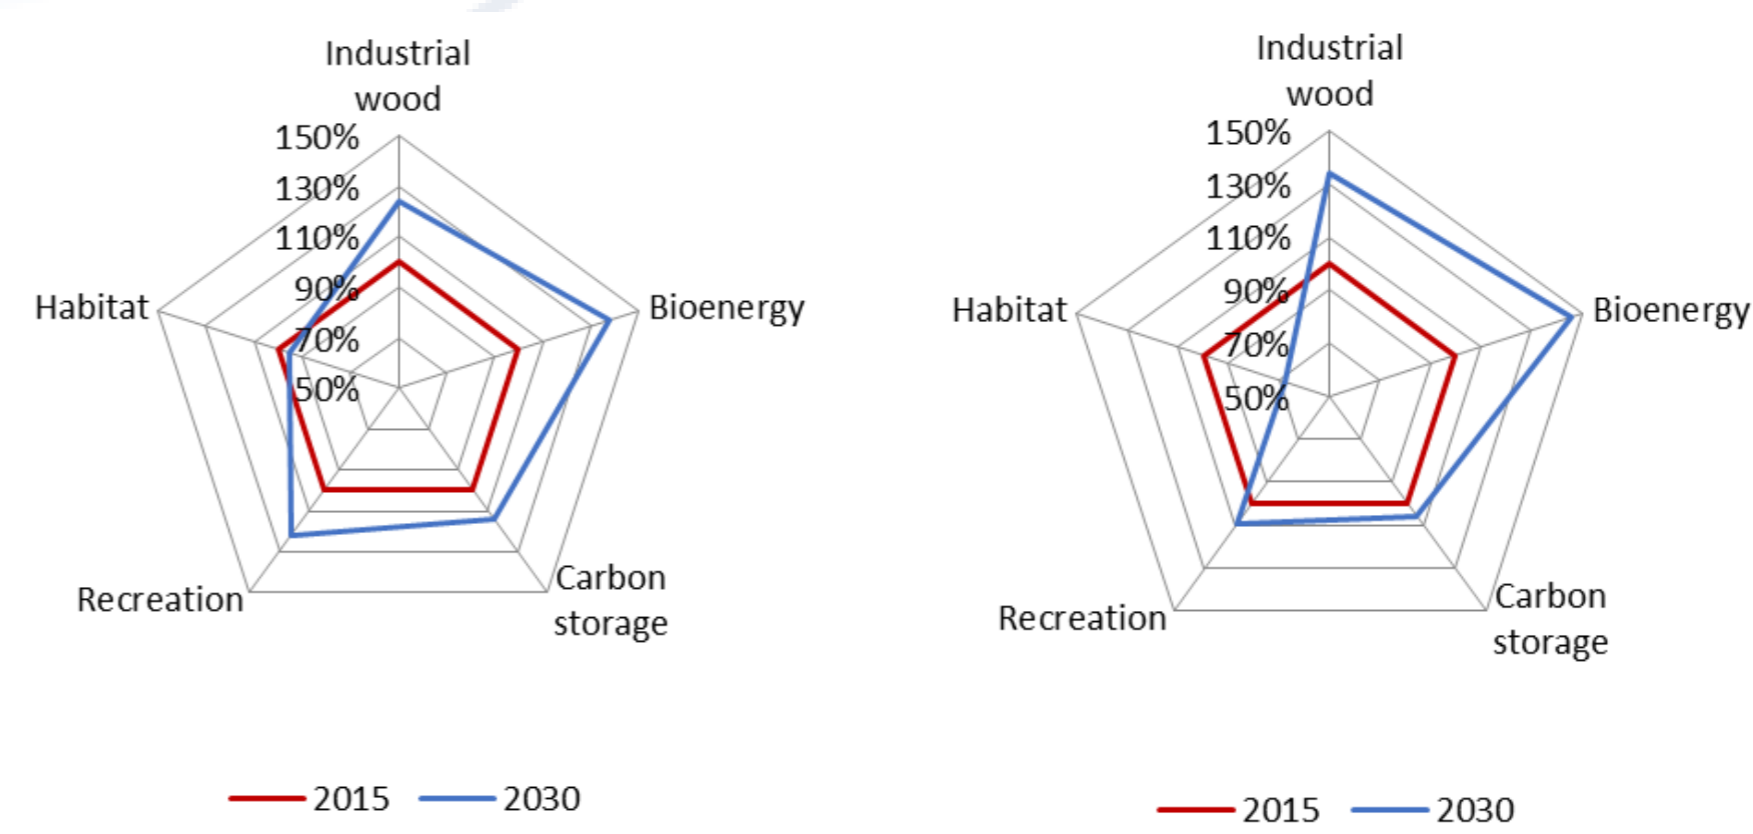 Industrial
wood
150%
130%
110%
90%
70%
50%
Habitat
Bioenergy
Recreation
Carbon
storage
2015
2030
Industrial
wood
150%
130%
110%
90%
70%
50%
Habitat
Bioenergy
Recreation
Carbon
storage
2015
2030